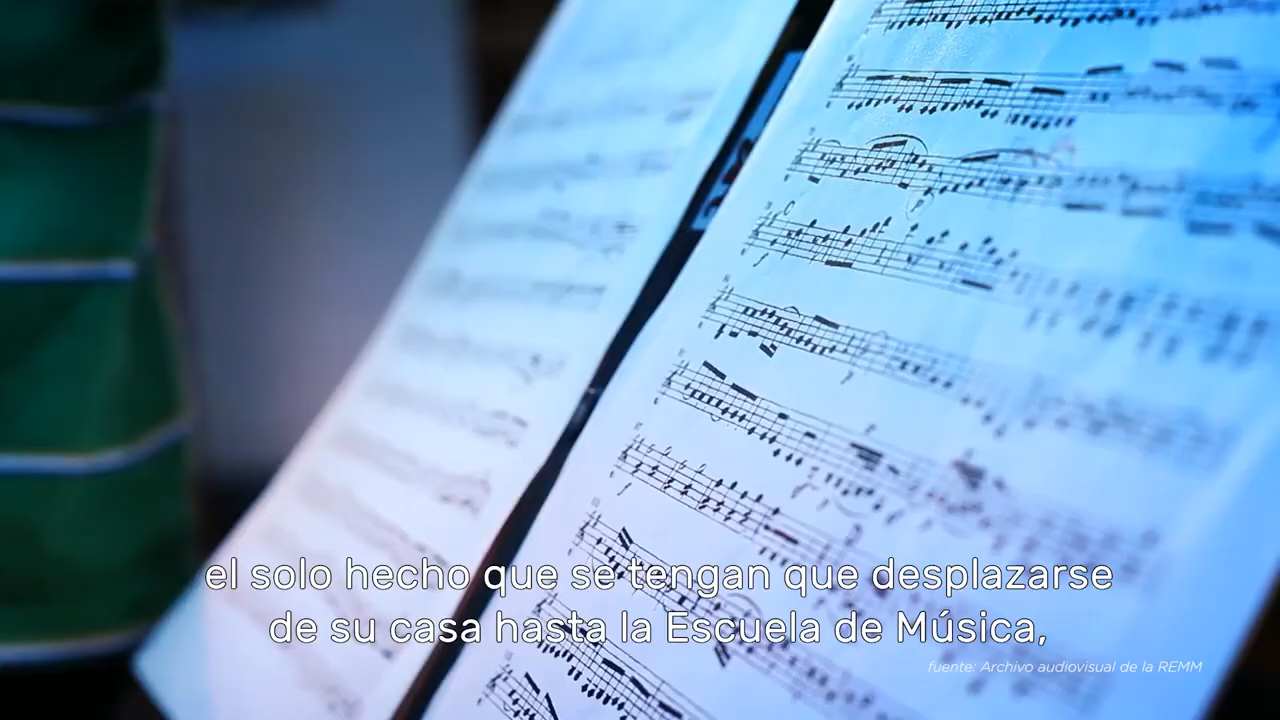 el solo hecho que se tengan que desplazarse
de su casa hasta la Escuela de Música,
fuente: Archivo audiovisual de la REMM